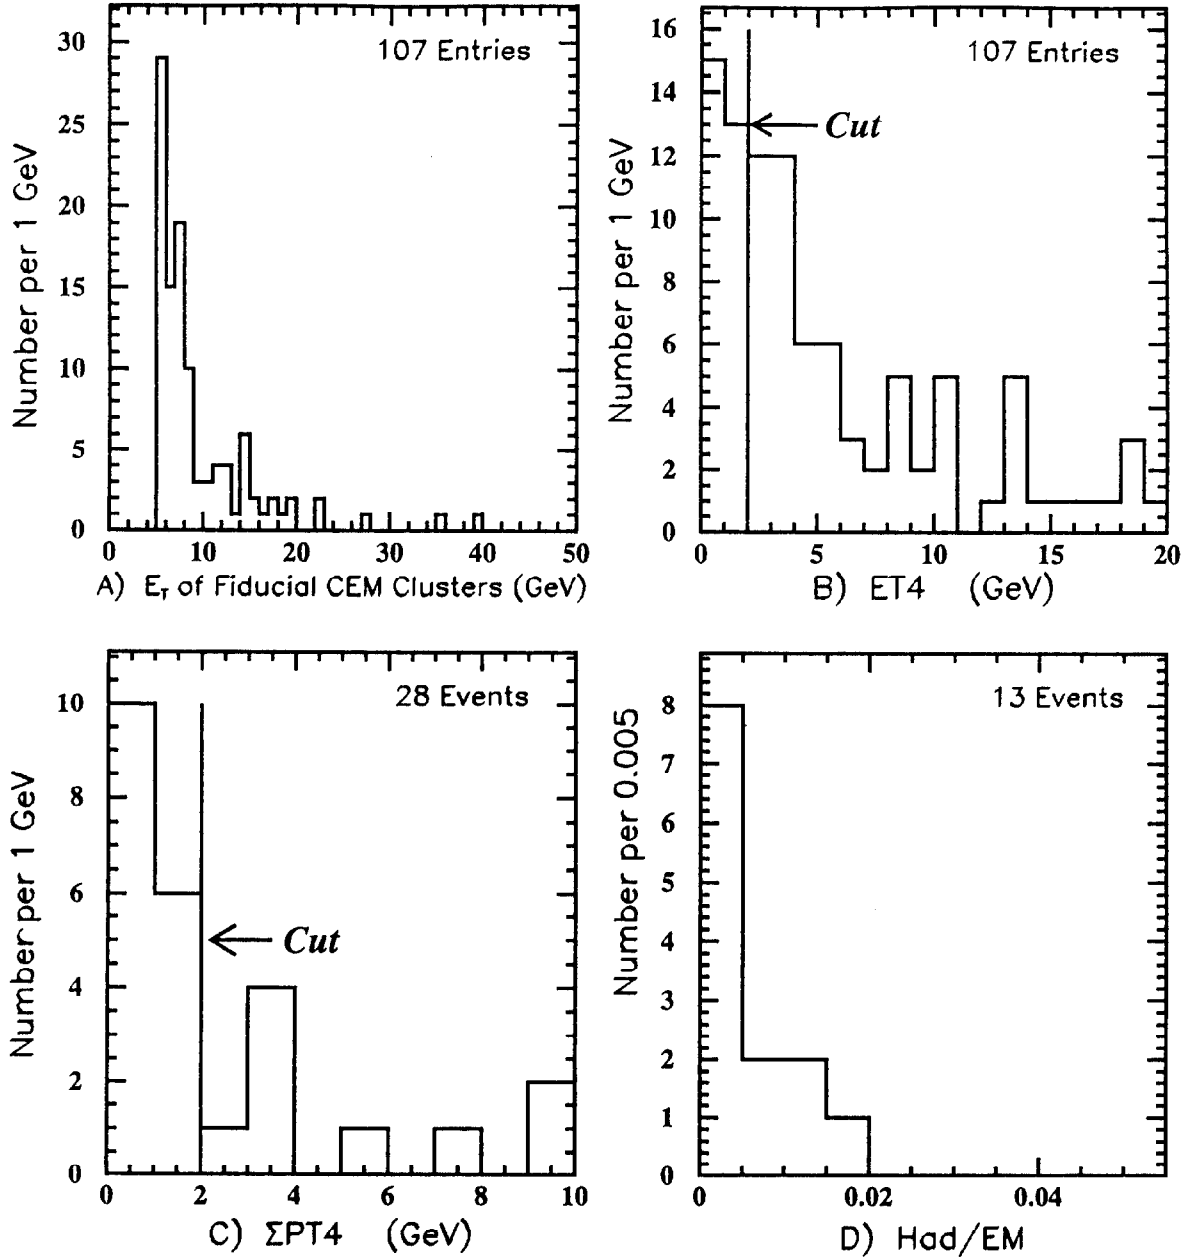 107 Entries
Number per 1 GeV
30
25
20
15
10
5
0
0 10 20 30 40 50
A) E_T of Fiducial CEM Clusters (GeV)
107 Entries
Cut
Number per 1 GeV
16
14
12
10
8
6
4
2
0
0 5 10 15 20
B) ET4 (GeV)
28 Events
Cut
Number per 1 GeV
10
8
6
4
2
0
0 2 4 6 8 10
C) ΣPT4 (GeV)
13 Events
Number per 0.005
8
7
6
5
4
3
2
1
0
0 0.02 0.04
D) Had/EM